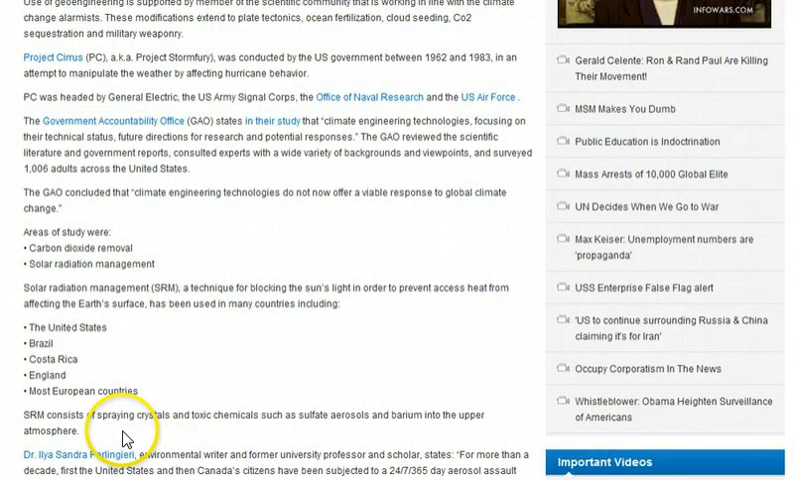 Use of geoengineering is supported by member of the scientific community that is working in line with the climate
change alarmists. These modifications extend to plate tectonics, ocean fertilization, cloud seeding, Co2
sequestration and military weaponry.
Project Cirrus (PC), a.k.a. Project Stormfury), was conducted by the US government between 1962 and 1983, in an
attempt to manipulate the weather by affecting hurricane behavior.
PC was headed by General Electric, the US Army Signal Corps, the Office of Naval Research and the US Air Force .
The Government Accountability Office (GAO) states in their study that “climate engineering technologies, focusing on
their technical status, future directions for research and potential responses.” The GAO reviewed the scientific
literature and government reports, consulted experts with a wide variety of backgrounds and viewpoints, and surveyed
1,006 adults across the United States.
The GAO concluded that “climate engineering technologies do not now offer a viable response to global climate
change.”
Areas of study were:
• Carbon dioxide removal
• Solar radiation management
Solar radiation management (SRM), a technique for blocking the sun’s light in order to prevent access heat from
affecting the Earth’s surface, has been used in many countries including:
• The United States
• Brazil
• Costa Rica
• England
• Most European countries
SRM consists of spraying crystals and toxic chemicals such as sulfate aerosols and barium into the upper
atmosphere.
Dr. Ilya Sandra Perlingieri, environmental writer and former university professor and scholar, states: “For more than a
decade, first the United States and then Canada’s citizens have been subjected to a 24/7/365 day aerosol assault
INFOWARS.COM
Gerald Celente: Ron & Rand Paul Are Killing
Their Movement!
MSM Makes You Dumb
Public Education is Indoctrination
Mass Arrests of 10,000 Global Elite
UN Decides When We Go to War
Max Keiser: Unemployment numbers are
'propaganda'
USS Enterprise False Flag alert
'US to continue surrounding Russia & China
claiming it's for Iran'
Occupy Corporatism In The News
Whistleblower: Obama Heighten Surveillance
of Americans
Important Videos